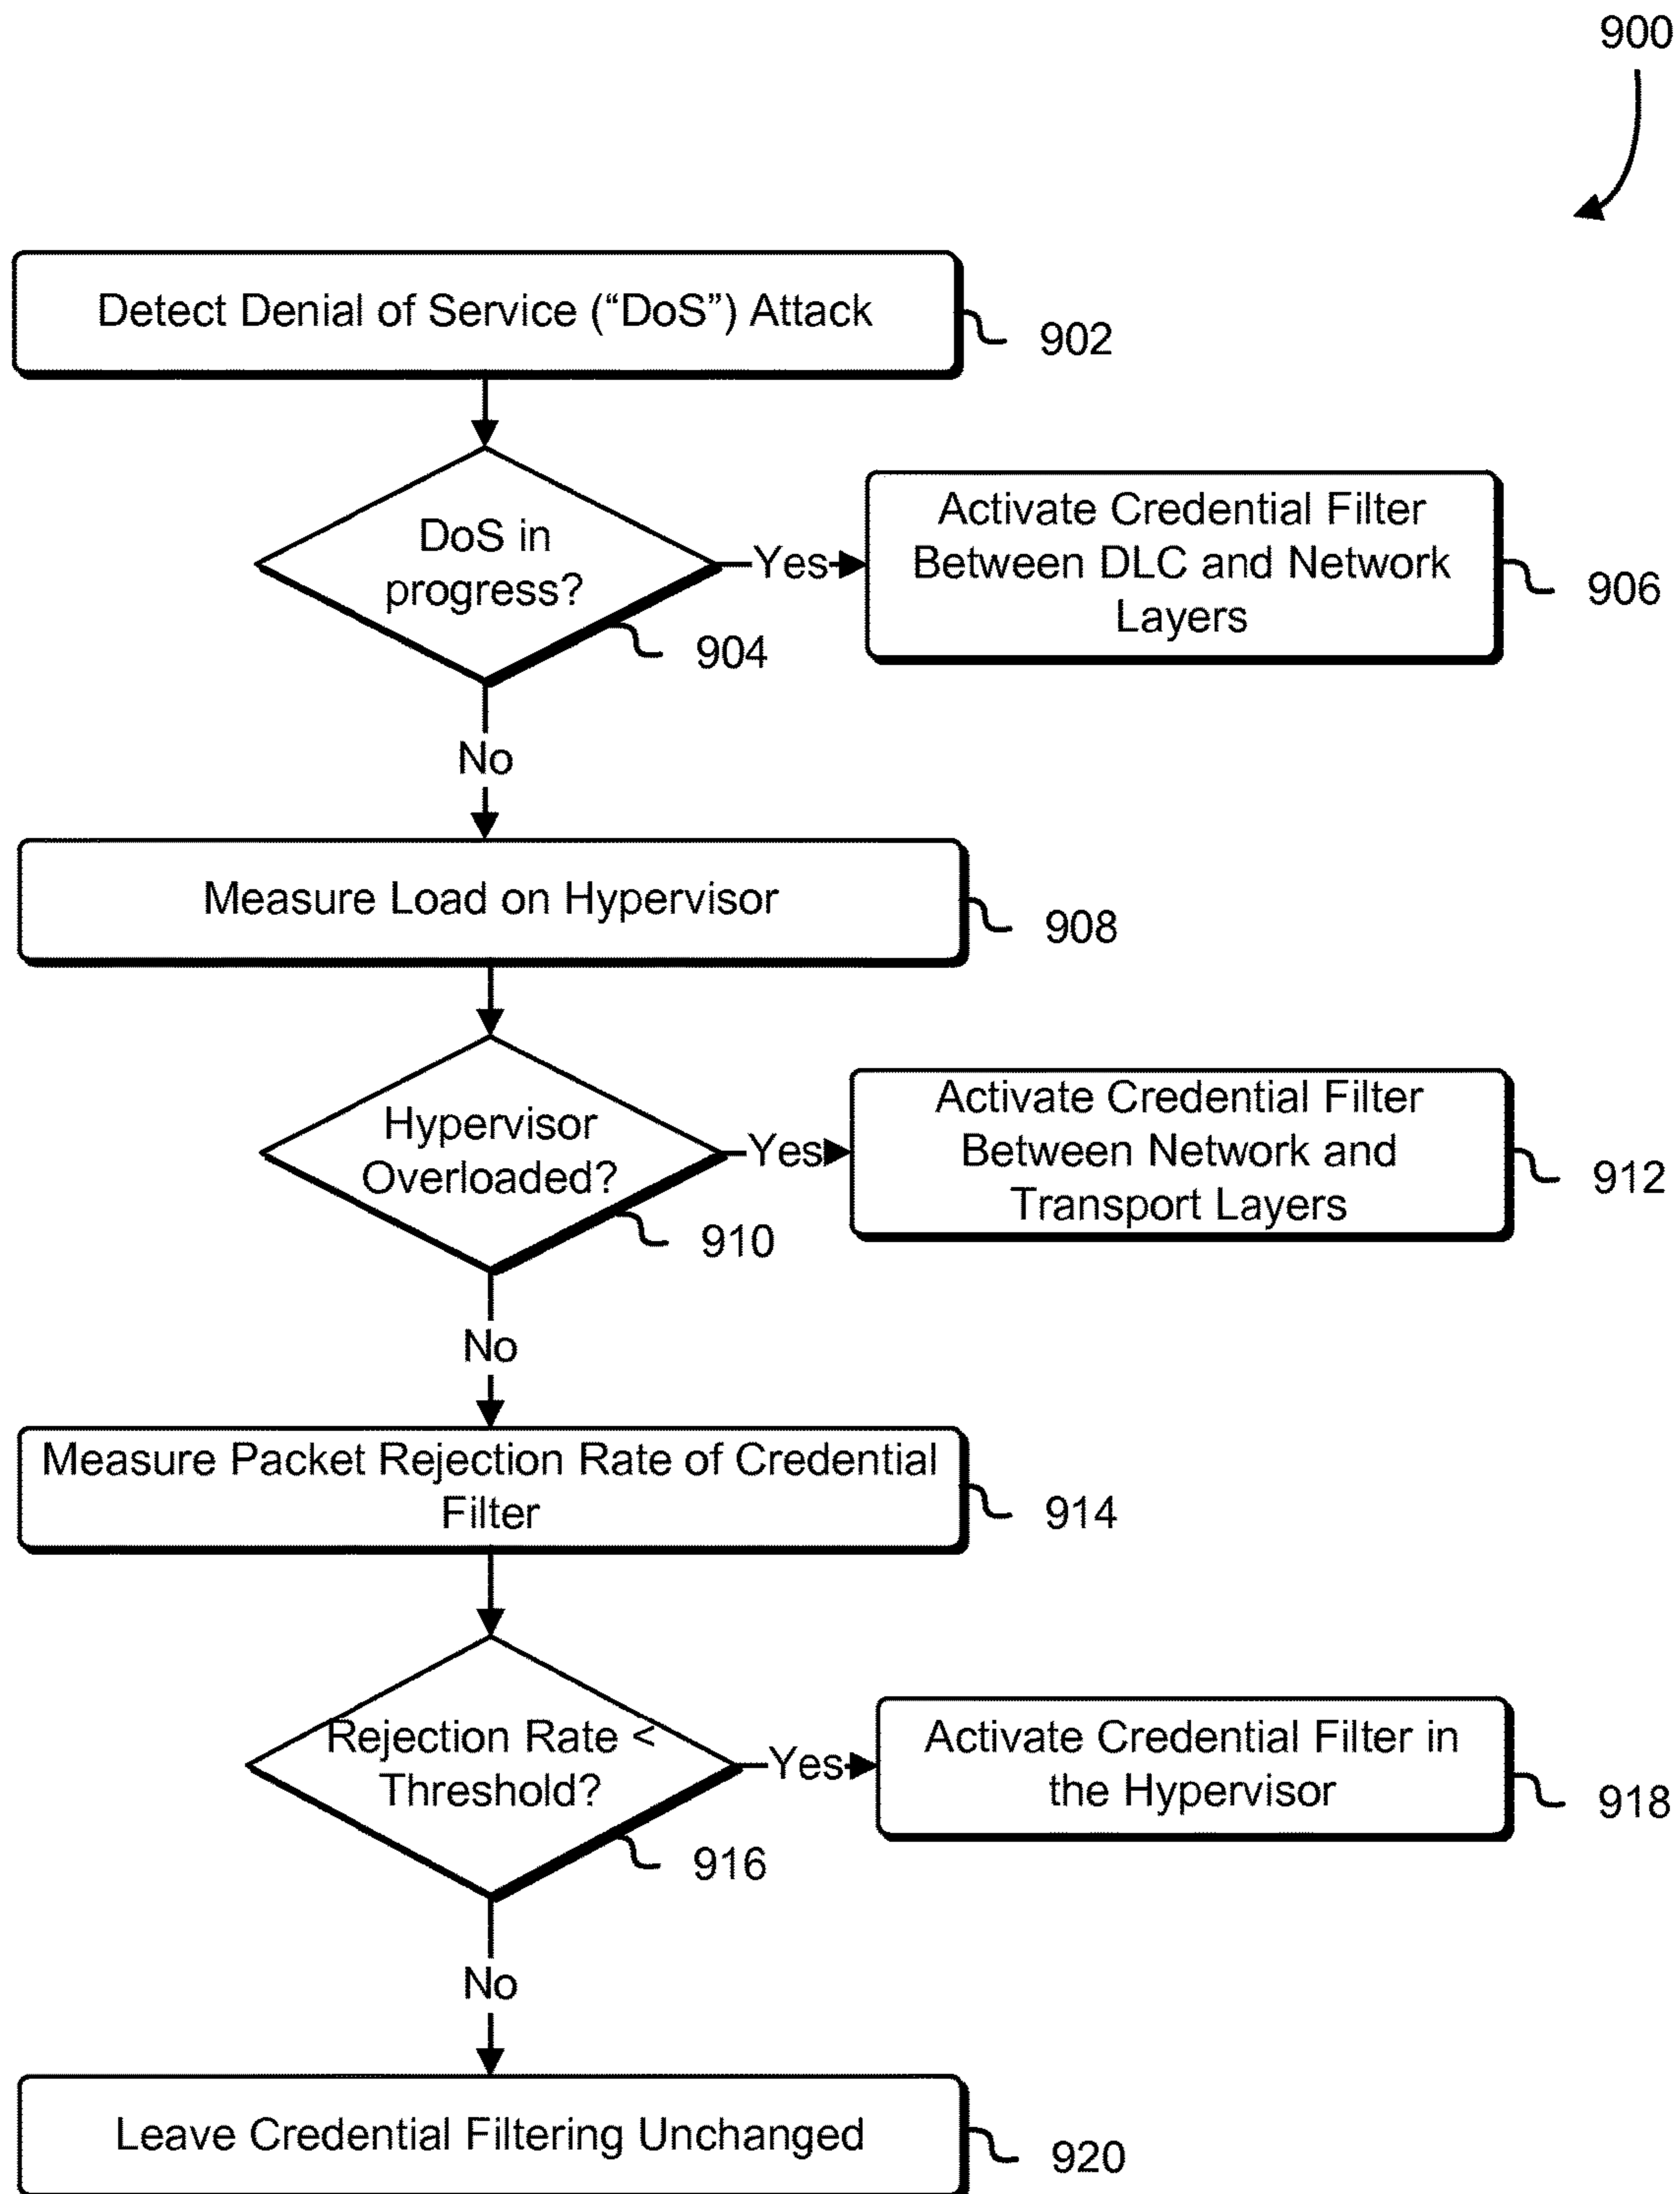 900
Detect Denial of Service (“DoS”) Attack
902
DoS in
progress?
904
Yes
Activate Credential Filter
Between DLC and Network
Layers
906
No
Measure Load on Hypervisor
908
Hypervisor
Overloaded?
910
Yes
Activate Credential Filter
Between Network and
Transport Layers
912
No
Measure Packet Rejection Rate of Credential
Filter
914
Rejection Rate <
Threshold?
916
Yes
Activate Credential Filter in
the Hypervisor
918
No
Leave Credential Filtering Unchanged
920